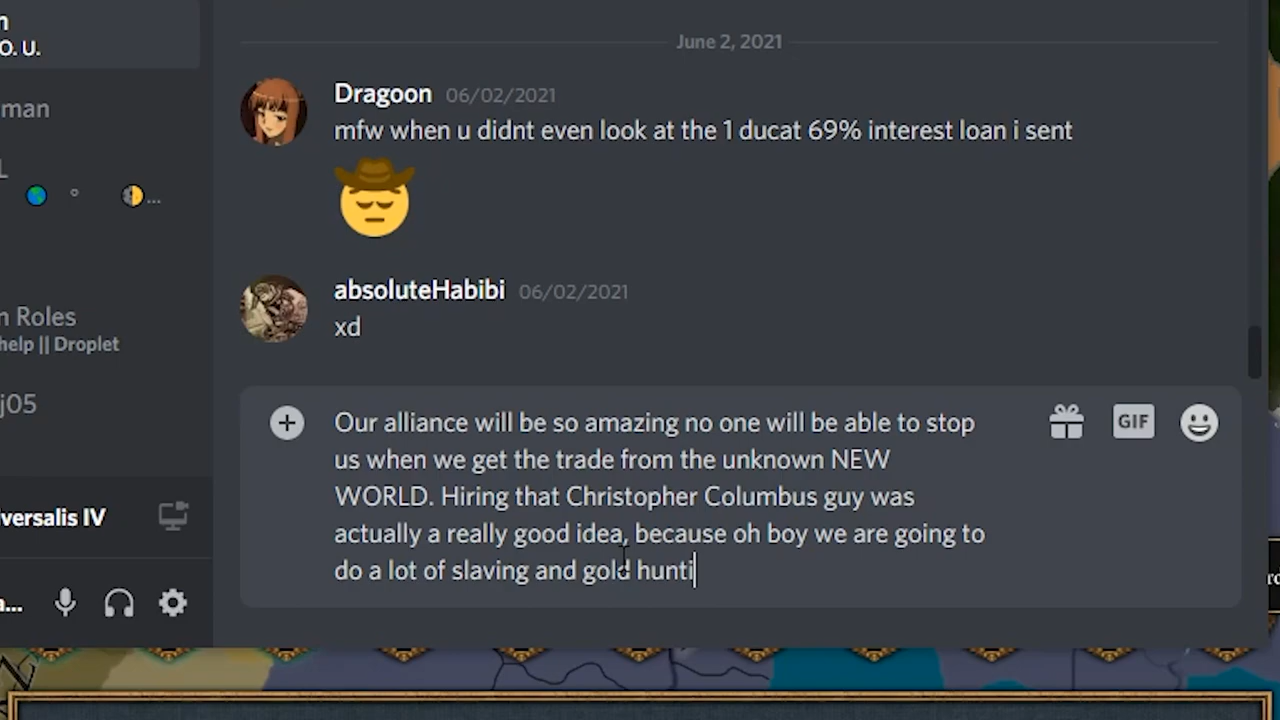 n
o. u.
man
L
...
n Roles
help || Droplet
j05
versalis IV
a...
June 2, 2021
Dragoon 06/02/2021
mfw when u didnt even look at the 1 ducat 69% interest loan i sent
absoluteHabibi 06/02/2021
xd
Our alliance will be so amazing no one will be able to stop
us when we get the trade from the unknown NEW
WORLD. Hiring that Christopher Columbus guy was
actually a really good idea, because oh boy we are going to
do a lot of slaving and gold hunti
GIF